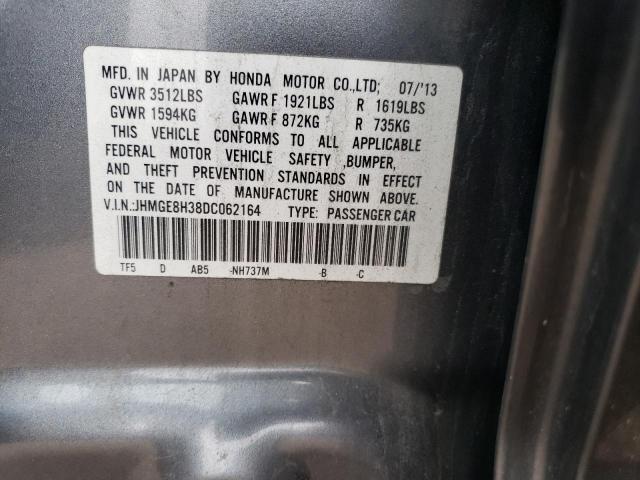 MFD. IN JAPAN BY HONDA MOTOR CO.,LTD; 07/'13
GVWR 3512LBS GAWR F 1921LBS R 1619LBS
GVWR 1594KG GAWR F 872KG R 735KG
THIS VEHICLE CONFORMS TO ALL APPLICABLE
FEDERAL MOTOR VEHICLE SAFETY ,BUMPER,
AND THEFT PREVENTION STANDARDS IN EFFECT
ON THE DATE OF MANUFACTURE SHOWN ABOVE.
V.I.N.:JHMGE8H38DC062164 TYPE: PASSENGER CAR
TF5 D AB5 -NH737M -B -C